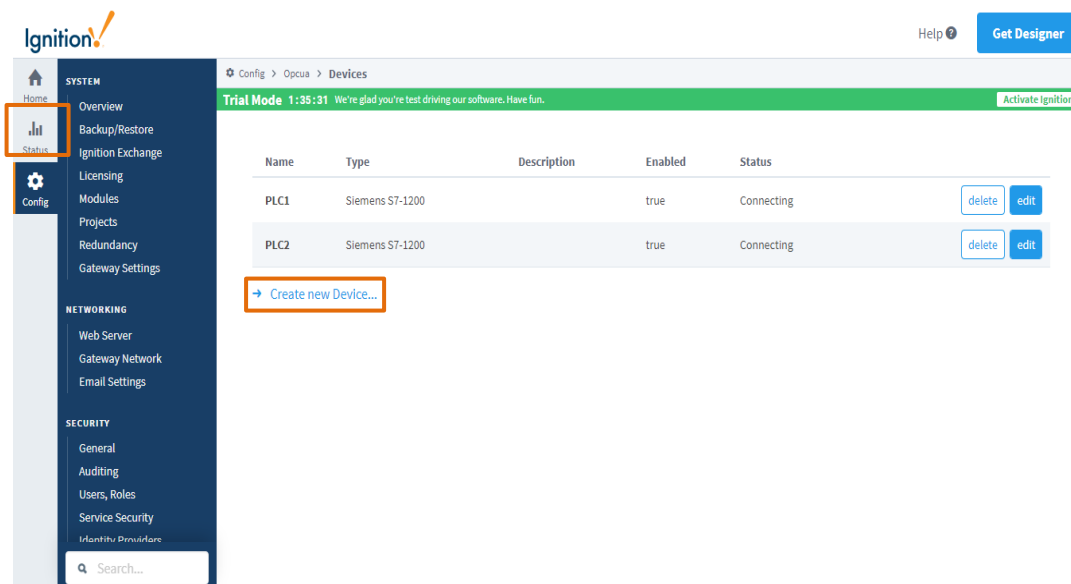 Ignition!
Help ?
Get Designer
Home
Status
Config
SYSTEM
Overview
Backup/Restore
Ignition Exchange
Licensing
Modules
Projects
Redundancy
Gateway Settings
NETWORKING
Web Server
Gateway Network
Email Settings
SECURITY
General
Auditing
Users, Roles
Service Security
Identity Providers
Search...
Config > Opcua > Devices
Trial Mode 1:35:31 We're glad you're test driving our software. Have fun. Activate Ignition
Name Type Description Enabled Status
PLC1 Siemens S7-1200 true Connecting delete edit
PLC2 Siemens S7-1200 true Connecting delete edit
→ Create new Device...